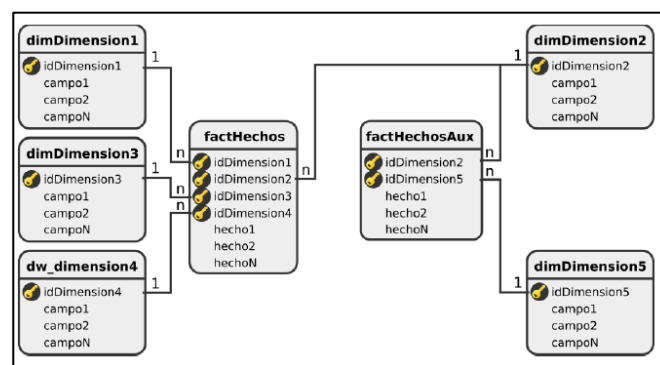 dimDimension1
idDimension1
campo1
campo2
campoN
1
dimDimension3
idDimension3
campo1
campo2
campoN
1
dw_dimension4
idDimension4
campo1
campo2
campoN
1
factHechos
n
idDimension1
idDimension2
n
n
idDimension3
n
idDimension4
hecho1
hecho2
hechoN
factHechosAux
idDimension2
n
idDimension5
n
hecho1
hecho2
hechoN
dimDimension2
1
idDimension2
campo1
campo2
campoN
dimDimension5
1
idDimension5
campo1
campo2
campoN